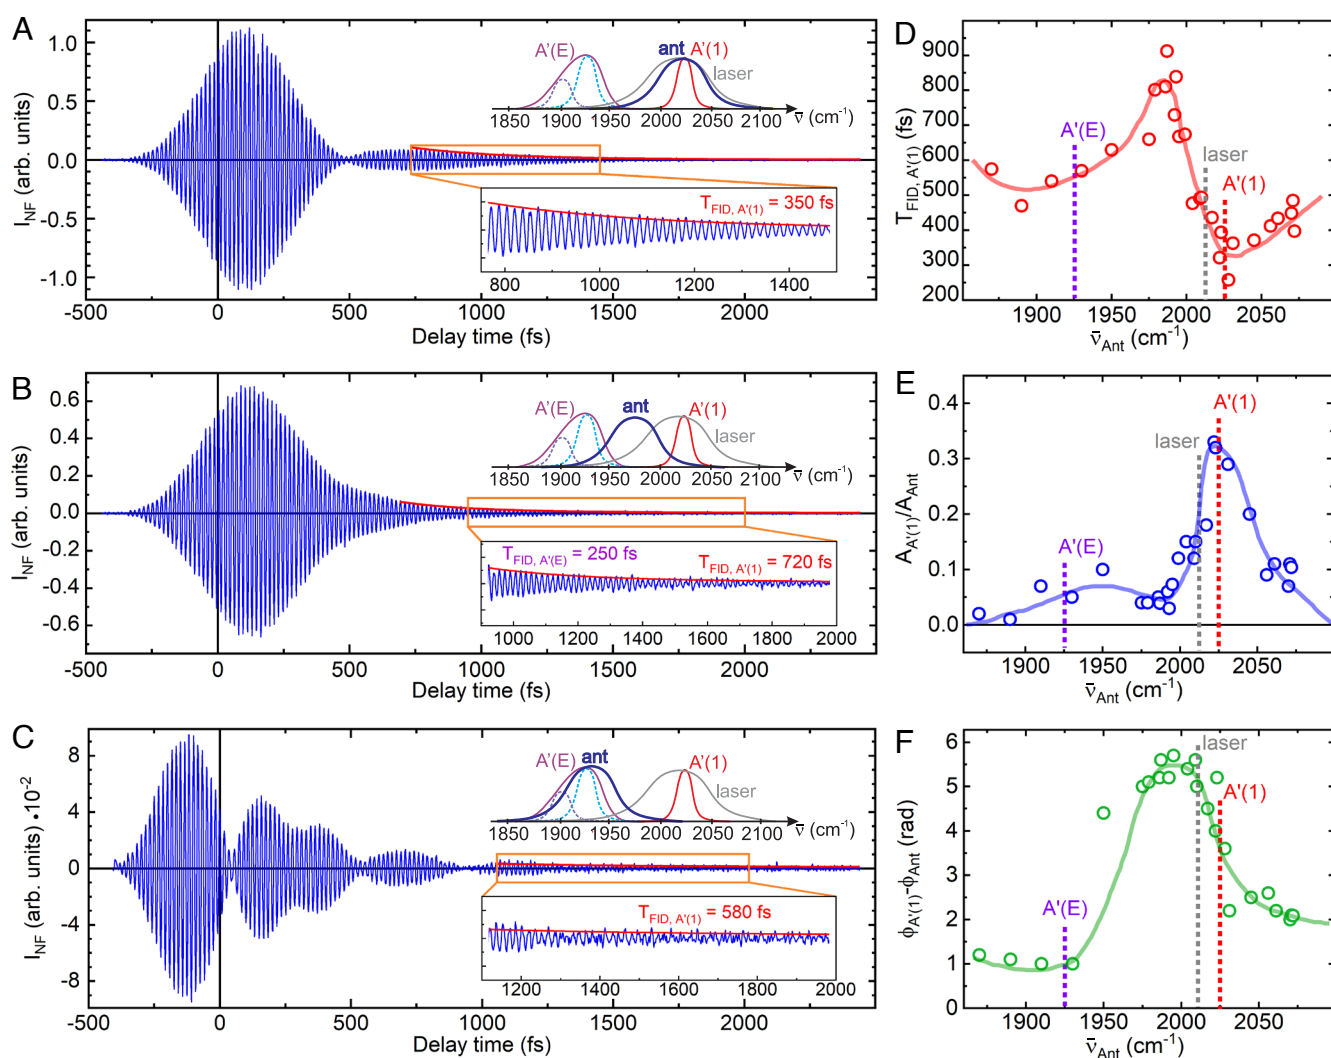 A
I_NF (arb. units)
1.0
0.5
0.0
-0.5
-1.0
A'(E)
ant
A'(1)
laser
1850 1900 1950 2000 2050 2100 ν̄ (cm⁻¹)
T_FID, A'(1) = 350 fs
800 1000 1200 1400
-500 0 500 1000 1500 2000
Delay time (fs)
B
I_NF (arb. units)
0.6
0.4
0.2
0.0
-0.2
-0.4
-0.6
A'(E)
ant
A'(1)
laser
1850 1900 1950 2000 2050 2100 ν̄ (cm⁻¹)
T_FID, A'(E) = 250 fs
T_FID, A'(1) = 720 fs
1000 1200 1400 1600 1800 2000
-500 0 500 1000 1500 2000
Delay time (fs)
C
I_NF (arb. units) •10⁻²
8
4
0
-4
-8
A'(E)
ant
A'(1)
laser
1850 1900 1950 2000 2050 2100 ν̄ (cm⁻¹)
T_FID, A'(1) = 580 fs
1200 1400 1600 1800 2000
-500 0 500 1000 1500 2000
Delay time (fs)
D
T_FID, A'(1) (fs)
900
800
700
600
500
400
300
200
A'(E)
laser
A'(1)
1900 1950 2000 2050
ν̄_Ant (cm⁻¹)
E
A_A'(1)/A_Ant
0.4
0.3
0.2
0.1
0.0
A'(E)
laser
A'(1)
1900 1950 2000 2050
ν̄_Ant (cm⁻¹)
F
ϕ_A'(1)-ϕ_Ant (rad)
6
5
4
3
2
1
0
A'(E)
laser
A'(1)
1900 1950 2000 2050
ν̄_Ant (cm⁻¹)